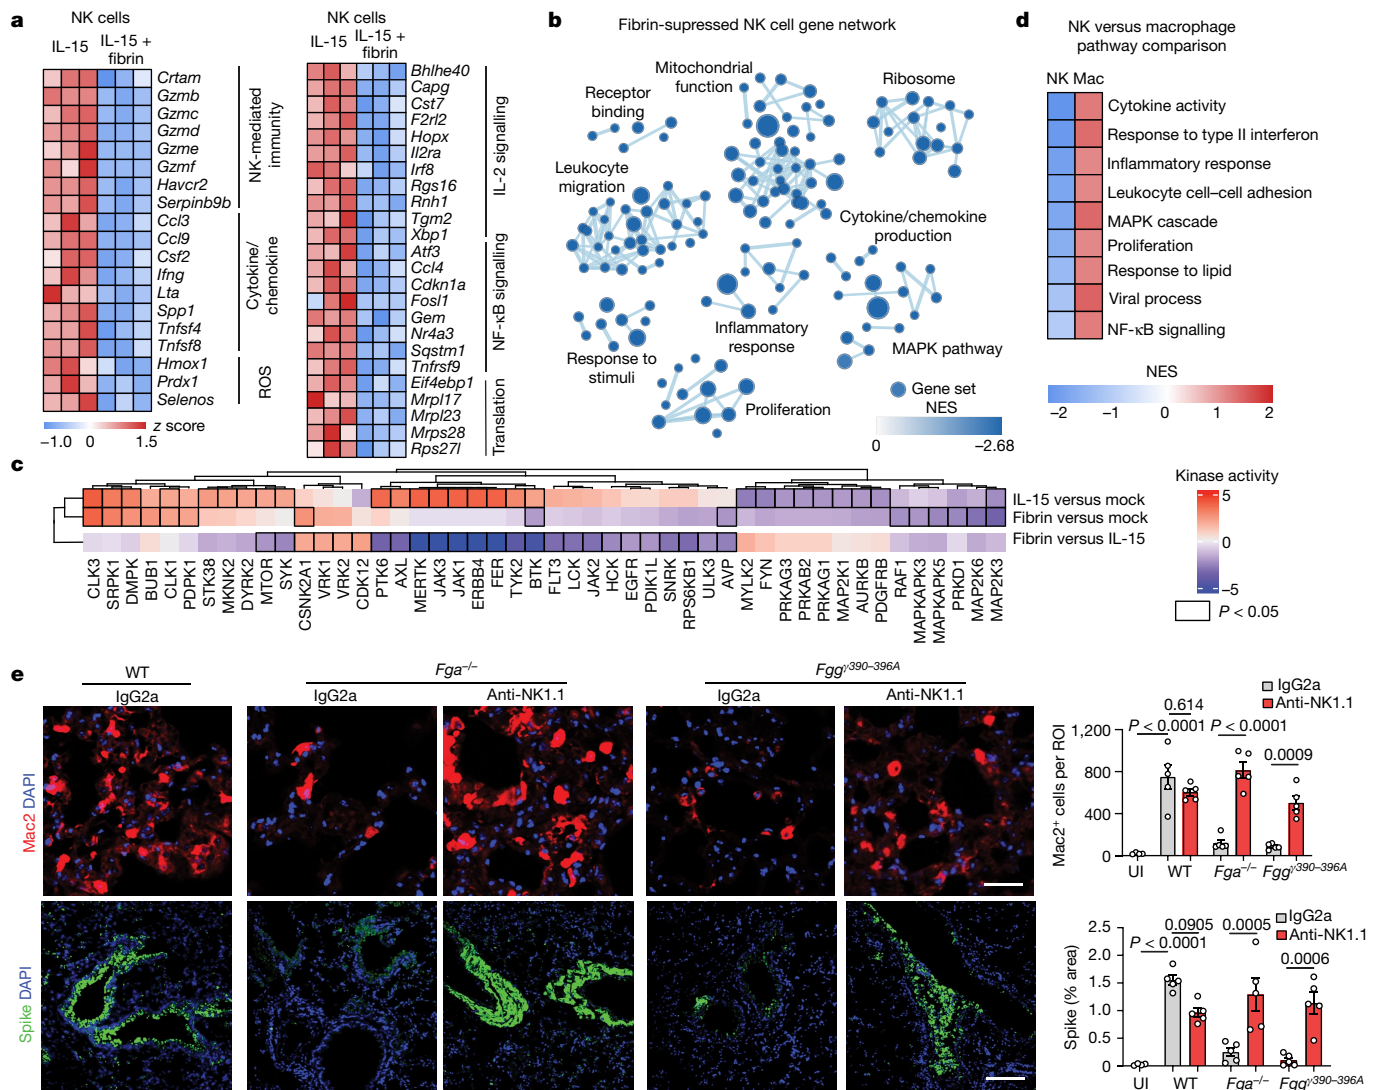 a
NK cells
IL-15
IL-15 +
fibrin
Crtam
Gzmb
Gzmc
Gzmd
Gzme
Gzmf
Havcr2
Serpinb9b
Ccl3
Ccl9
Csf2
Ifng
Lta
Spp1
Tnfsf4
Tnfsf8
Hmox1
Prdx1
Selenos
NK-mediated
immunity
Cytokine/
chemokine
ROS
−1.0 0 1.5 z score
NK cells
IL-15
IL-15 +
fibrin
Bhlhe40
Capg
Cst7
F2rl2
Hopx
Il2ra
Irf8
Rgs16
Rnh1
Tgm2
Xbp1
Atf3
Ccl4
Cdkn1a
Fosl1
Gem
Nr4a3
Sqstm1
Tnfrsf9
Eif4ebp1
Mrpl17
Mrpl23
Mrps28
Rps27l
IL-2 signalling
NF-κB signalling
Translation
b
Fibrin-supressed NK cell gene network
Mitochondrial
function
Receptor
binding
Ribosome
Leukocyte
migration
Cytokine/chemokine
production
Inflammatory
response
MAPK pathway
Response to
stimuli
Proliferation
Gene set
NES
0 −2.68
d
NK versus macrophage
pathway comparison
NK Mac
Cytokine activity
Response to type II interferon
Inflammatory response
Leukocyte cell–cell adhesion
MAPK cascade
Proliferation
Response to lipid
Viral process
NF-κB signalling
NES
−2 −1 0 1 2
c
IL-15 versus mock
Fibrin versus mock
Fibrin versus IL-15
CLK3
SRPK1
DMPK
BUB1
CLK1
PDPK1
STK38
MKNK2
DYRK2
MTOR
SYK
CSNK2A1
VRK1
VRK2
CDK12
PTK6
AXL
MERTK
JAK3
JAK1
ERBB4
FER
TYK2
BTK
FLT3
LCK
JAK2
HCK
EGFR
PDIK1L
SNRK
RPS6KB1
ULK3
AVP
MYLK2
FYN
PRKAG3
PRKAB2
PRKAG1
MAP2K1
AURKB
PDGFRB
RAF1
MAPKAPK3
MAPKAPK5
PRKD1
MAP2K6
MAP2K3
Kinase activity
5
0
−5
P < 0.05
e
WT
Fga−/−
Fggγ390–396A
IgG2a
IgG2a
Anti-NK1.1
IgG2a
Anti-NK1.1
Mac2 DAPI
Spike DAPI
IgG2a
Anti-NK1.1
0.614
P < 0.0001 P < 0.0001
0.0009
1,200
800
400
0
Mac2+ cells per ROI
UI WT Fga−/− Fggγ390–396A
IgG2a
Anti-NK1.1
0.0905 0.0005
P < 0.0001
0.0006
2.5
2.0
1.5
1.0
0.5
0
Spike (% area)
UI WT Fga−/− Fggγ390–396A